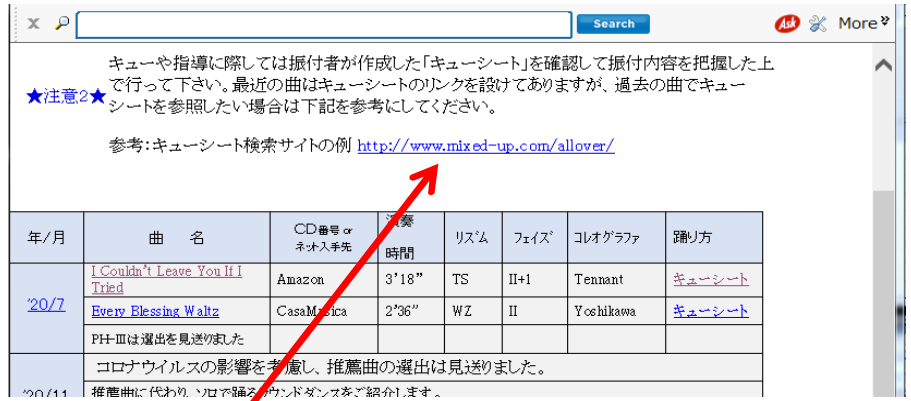 x Search Ask More
キューや指導に際しては振付者が作成した「キューシート」を確認して振付内容を把握した上
★注意2★で行って下さい。最近の曲はキューシートのリンクを設けてありますが、過去の曲でキュー
シートを参照したい場合は下記を参考にしてください。
参考:キューシート検索サイトの例 http://www.mixed-up.com/allover/
年/月 曲 名 CD番号 or ネット入手先 演奏時間 リズム フェイズ コレオグラファ 踊り方
'20/7 I Couldn't Leave You If I Tried Amazon 3'18” TS II+1 Tennant キューシート
Every Blessing Waltz CasaMusica 2'36” WZ II Yoshikawa キューシート
PH-IIIは選出を見送りました
コロナウイルスの影響を考慮し、推薦曲の選出は見送りました。
'20/11 推薦曲に代わり、ソロで踊るラウンドダンスをご紹介します。